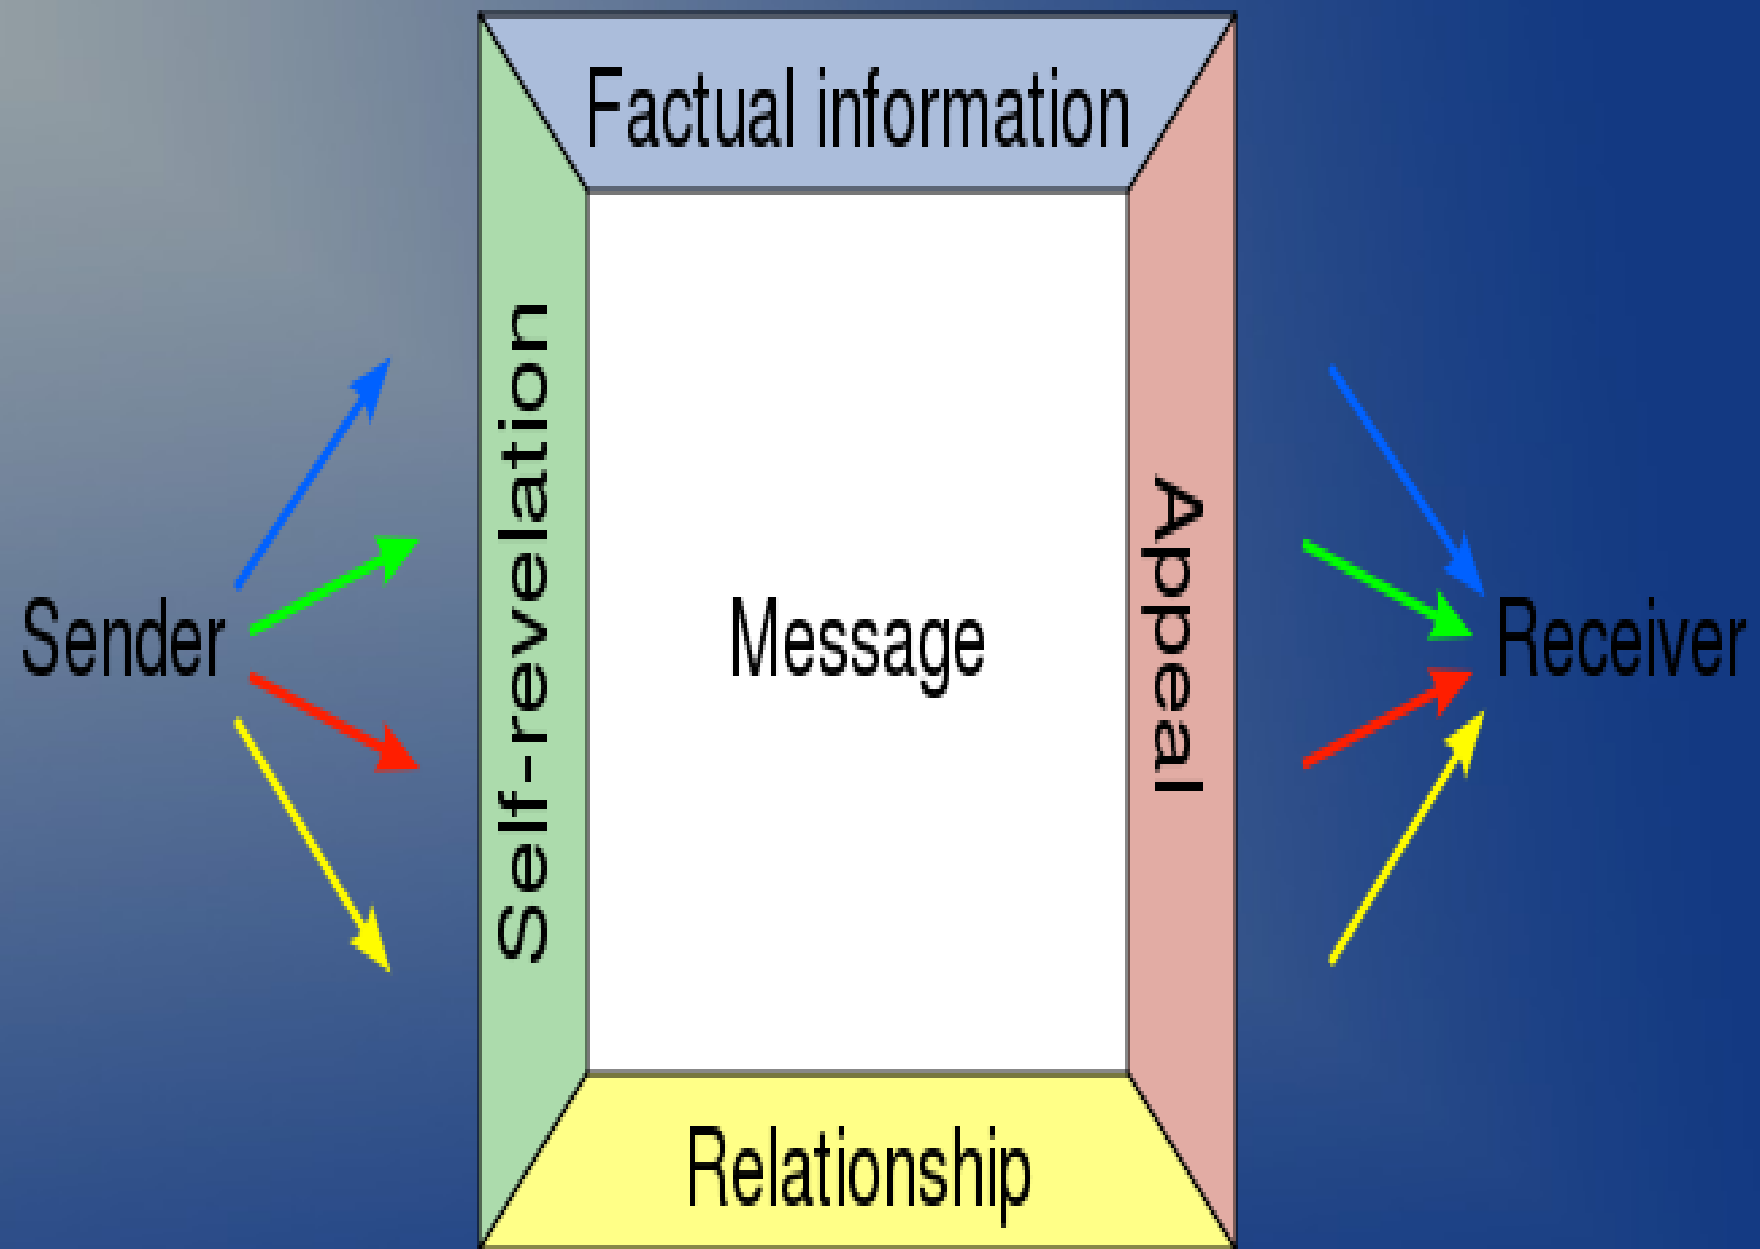 Factual information
Self-revelation
Sender
Message
Appeal
Receiver
Relationship